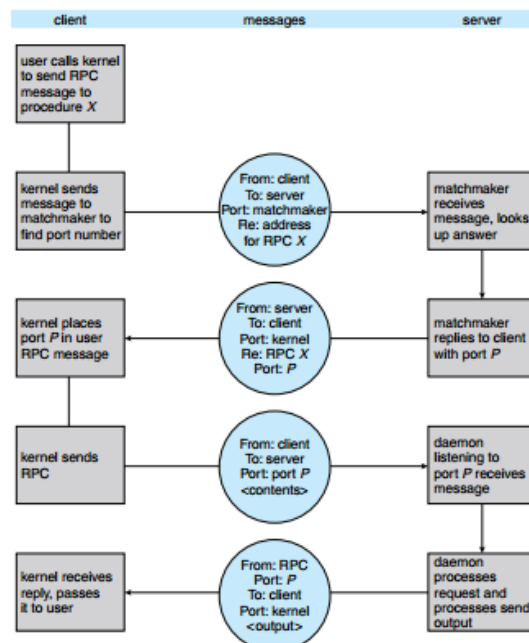 client
messages
server
user calls kernel
to send RPC
message to
procedure X
kernel sends
message to
matchmaker to
find port number
From: client
To: server
Port: matchmaker
Re: address
for RPC X
matchmaker
receives
message, looks
up answer
kernel places
port P in user
RPC message
From: server
To: client
Port: kernel
Re: RPC X
Port: P
matchmaker
replies to client
with port P
kernel sends
RPC
From: client
To: server
Port: port P
<contents>
daemon
listening to
port P receives
message
kernel receives
reply, passes
it to user
From: RPC
Port: P
To: client
Port: kernel
<output>
daemon
processes
request and
processes send
output